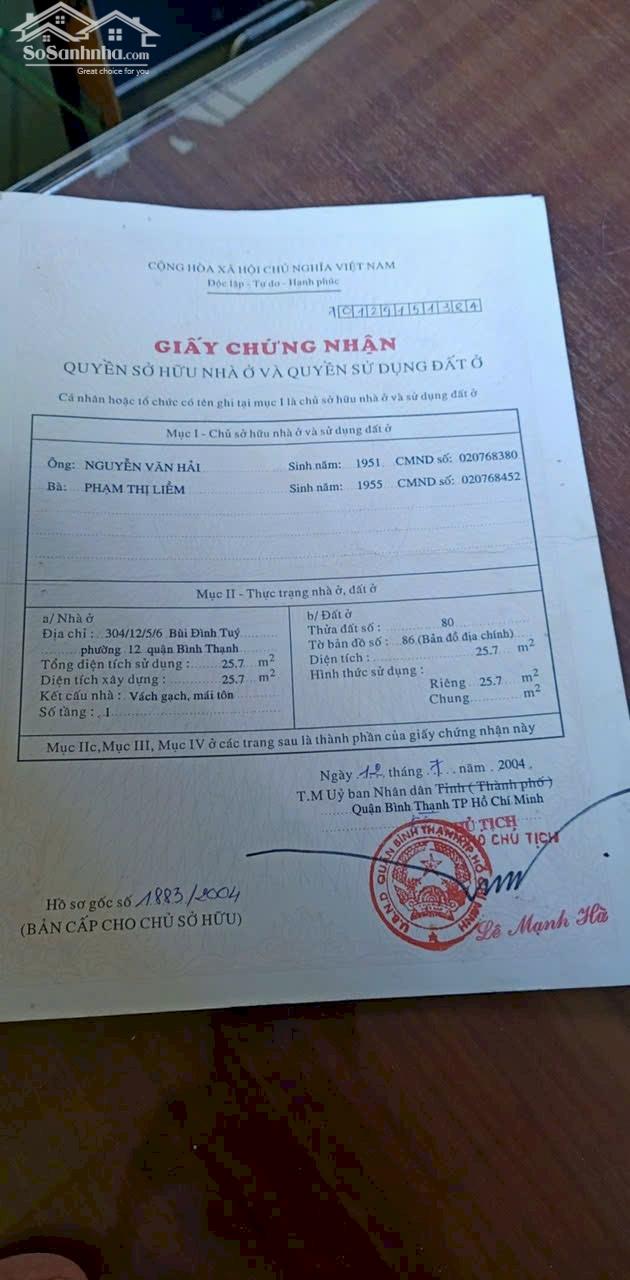 SoSanhnha.com
Great choice for you
CỘNG HÒA XÃ HỘI CHỦ NGHĨA VIỆT NAM
Độc lập - Tự do - Hạnh phúc
GIẤY CHỨNG NHẬN
QUYỀN SỞ HỮU NHÀ Ở VÀ QUYỀN SỬ DỤNG ĐẤT Ở
Cá nhân hoặc tổ chức có tên ghi tại mục I là chủ sở hữu nhà ở và sử dụng đất ở
Mục I - Chủ sở hữu nhà ở và sử dụng đất ở
Ông: NGUYỄN VĂN HẢI Sinh năm: 1951 CMND số: 020768380
Bà: PHẠM THỊ LIỀM Sinh năm: 1955 CMND số: 020768452
Mục II - Thực trạng nhà ở, đất ở
a/ Nhà ở
Địa chỉ : 304/12/5/6 Bùi Đình Tuý
phường 12 quận Bình Thạnh
Tổng diện tích sử dụng : 25.7 m2
Diện tích xây dựng : 25.7 m2
Kết cấu nhà : Vách gạch, mái tôn
Số tầng : 1
b/ Đất ở
Thửa đất số : 80
Tờ bản đồ số : 86 (Bản đồ địa chính)
Diện tích : 25.7 m2
Hình thức sử dụng :
Riêng 25.7 m2
Chung m2
Mục IIc, Mục III, Mục IV ở các trang sau là thành phần của giấy chứng nhận này
Ngày 12 tháng 7 năm 2004
T.M Uỷ ban Nhân dân Tỉnh ( Thành phố )
Quận Bình Thạnh TP Hồ Chí Minh
CHỦ TỊCH
PHÓ CHỦ TỊCH
U.B.N.D QUẬN BÌNH THẠNH TP. HỒ CHÍ MINH
Lê Mạnh Hà
Hồ sơ gốc số 1883/2004
(BẢN CẤP CHO CHỦ SỞ HỮU)